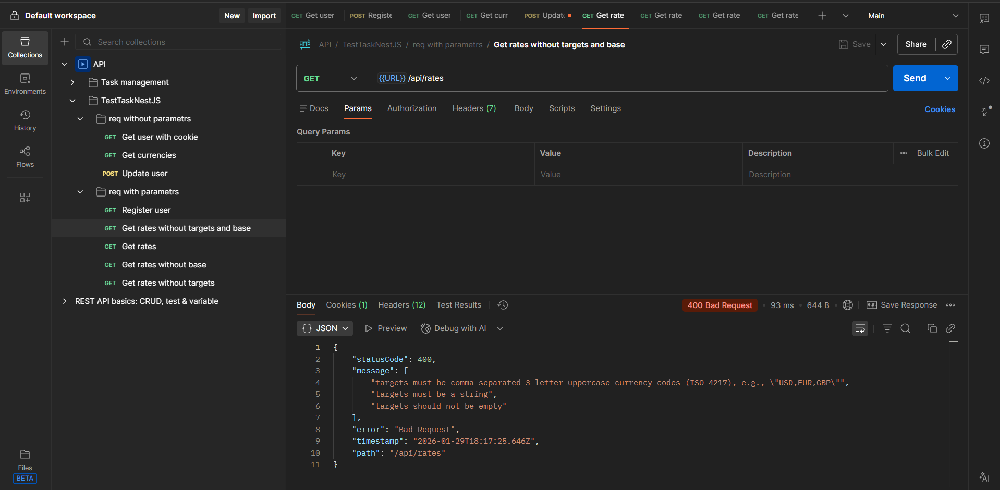 Default workspace
New
Import
GET Get user
POST Registe
GET Get user
GET Get curr
POST Update
GET Get rate
GET Get rate
GET Get rate
GET Get rate
Main
Collections
Environments
History
Flows
Files
BETA
Search collections
API
Task management
TestTaskNestJS
req without parametrs
GET Get user with cookie
GET Get currencies
POST Update user
req with parametrs
GET Register user
GET Get rates without targets and base
GET Get rates
GET Get rates without base
GET Get rates without targets
REST API basics: CRUD, test & variable
HTTP API / TestTaskNestJS / req with parametrs / Get rates without targets and base
Save
Share
GET {{URL}} /api/rates
Send
Docs Params Authorization Headers (7) Body Scripts Settings
Cookies
Query Params
Key Value Description Bulk Edit
Key Value Description
Body Cookies (1) Headers (12) Test Results
400 Bad Request 93 ms 644 B e.g. Save Response
{} JSON Preview Debug with AI
1 {
2 "statusCode": 400,
3 "message": [
4 "targets must be comma-separated 3-letter uppercase currency codes (ISO 4217), e.g., \"USD,EUR,GBP\"",
5 "targets must be a string",
6 "targets should not be empty"
7 ],
8 "error": "Bad Request",
9 "timestamp": "2026-01-29T18:17:25.646Z",
10 "path": "/api/rates"
11 }
AI